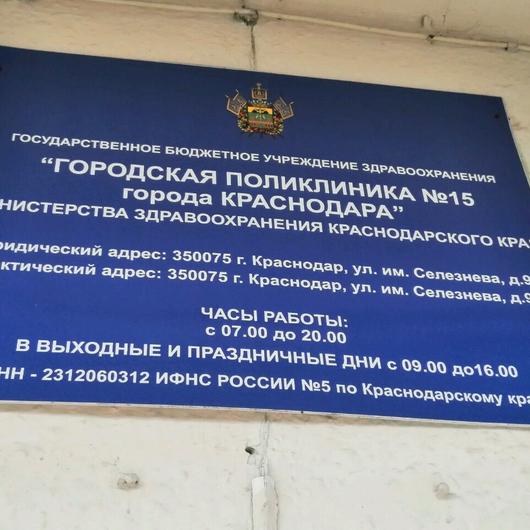 ГОСУДАРСТВЕННОЕ БЮДЖЕТНОЕ УЧРЕЖДЕНИЕ ЗДРАВООХРАНЕНИЯ
“ГОРОДСКАЯ ПОЛИКЛИНИКА №15
города КРАСНОДАРА”
НИСТЕРСТВА ЗДРАВООХРАНЕНИЯ КРАСНОДАРСКОГО КРА
ридический адрес: 350075 г. Краснодар, ул. им. Селезнева, д.
ктический адрес: 350075 г. Краснодар, ул. им. Селезнева, д.
ЧАСЫ РАБОТЫ:
с 07.00 до 20.00
В ВЫХОДНЫЕ И ПРАЗДНИЧНЫЕ ДНИ с 09.00 до16.00
НН - 2312060312 ИФНС РОССИИ №5 по Краснодарскому кра